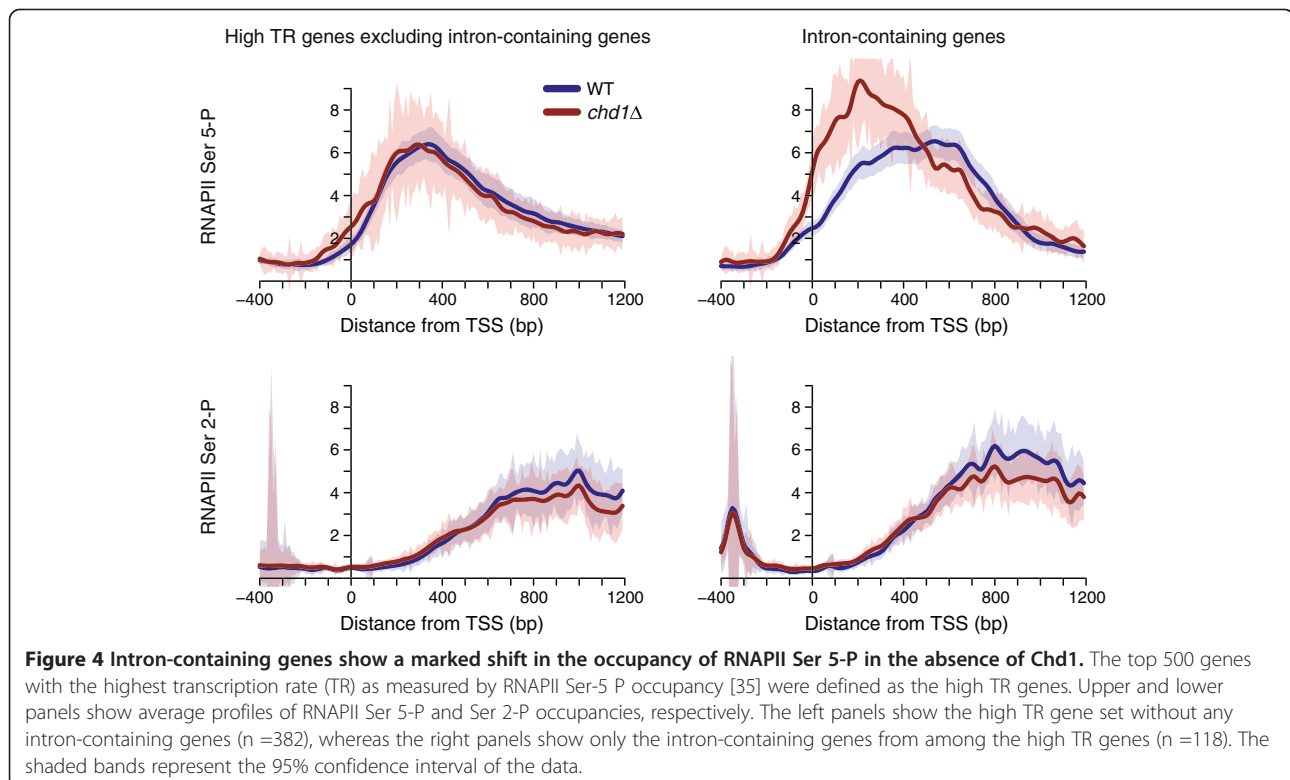 High TR genes excluding intron-containing genes
Intron-containing genes
WT
chd1Δ
RNAPII Ser 5-P
8
6
4
2
−400 0 400 800 1200
Distance from TSS (bp)
8
6
4
2
−400 0 400 800 1200
Distance from TSS (bp)
RNAPII Ser 2-P
8
6
4
2
−400 0 400 800 1200
Distance from TSS (bp)
8
6
4
2
−400 0 400 800 1200
Distance from TSS (bp)
Figure 4 Intron-containing genes show a marked shift in the occupancy of RNAPII Ser 5-P in the absence of Chd1. The top 500 genes
with the highest transcription rate (TR) as measured by RNAPII Ser-5 P occupancy [35] were defined as the high TR genes. Upper and lower
panels show average profiles of RNAPII Ser 5-P and Ser 2-P occupancies, respectively. The left panels show the high TR gene set without any
intron-containing genes (n =382), whereas the right panels show only the intron-containing genes from among the high TR genes (n =118). The
shaded bands represent the 95% confidence interval of the data.